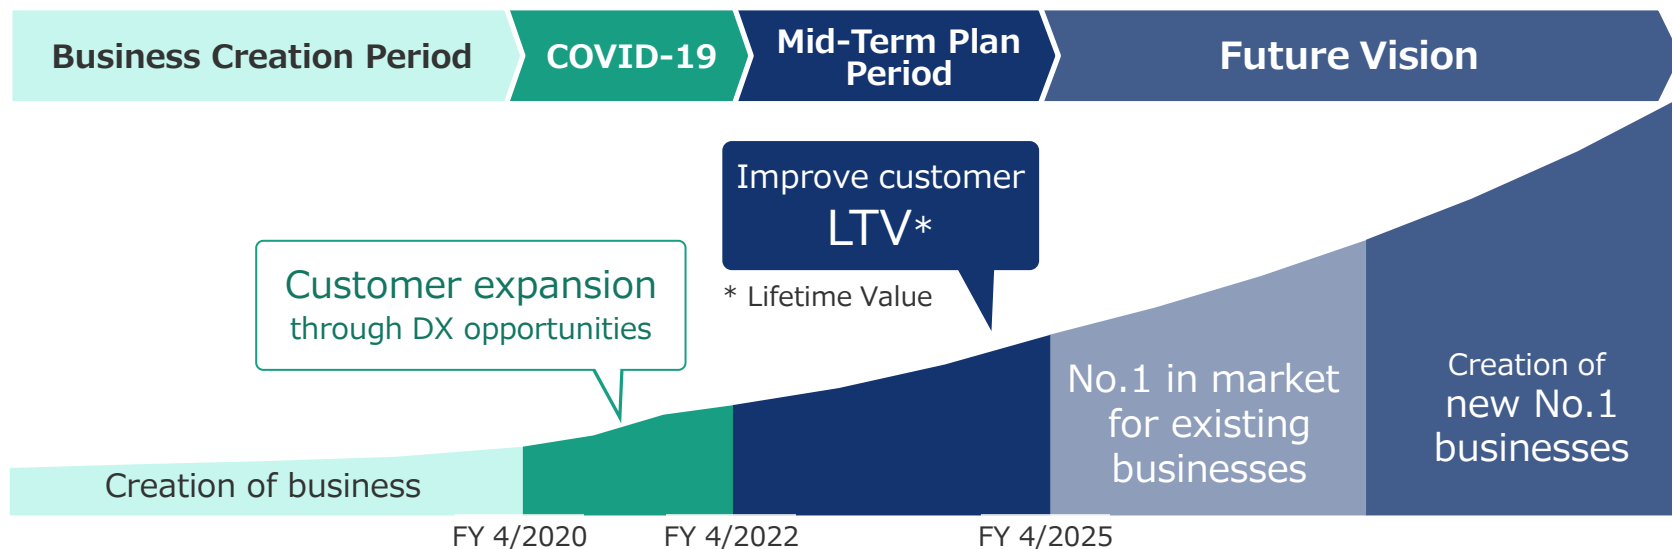 Business Creation Period
COVID-19
Mid-Term Plan
Period
Future Vision
Improve customer
LTV*
* Lifetime Value
Customer expansion
through DX opportunities
Creation of business
No.1 in market
for existing
businesses
Creation of
new No.1
businesses
FY 4/2020
FY 4/2022
FY 4/2025